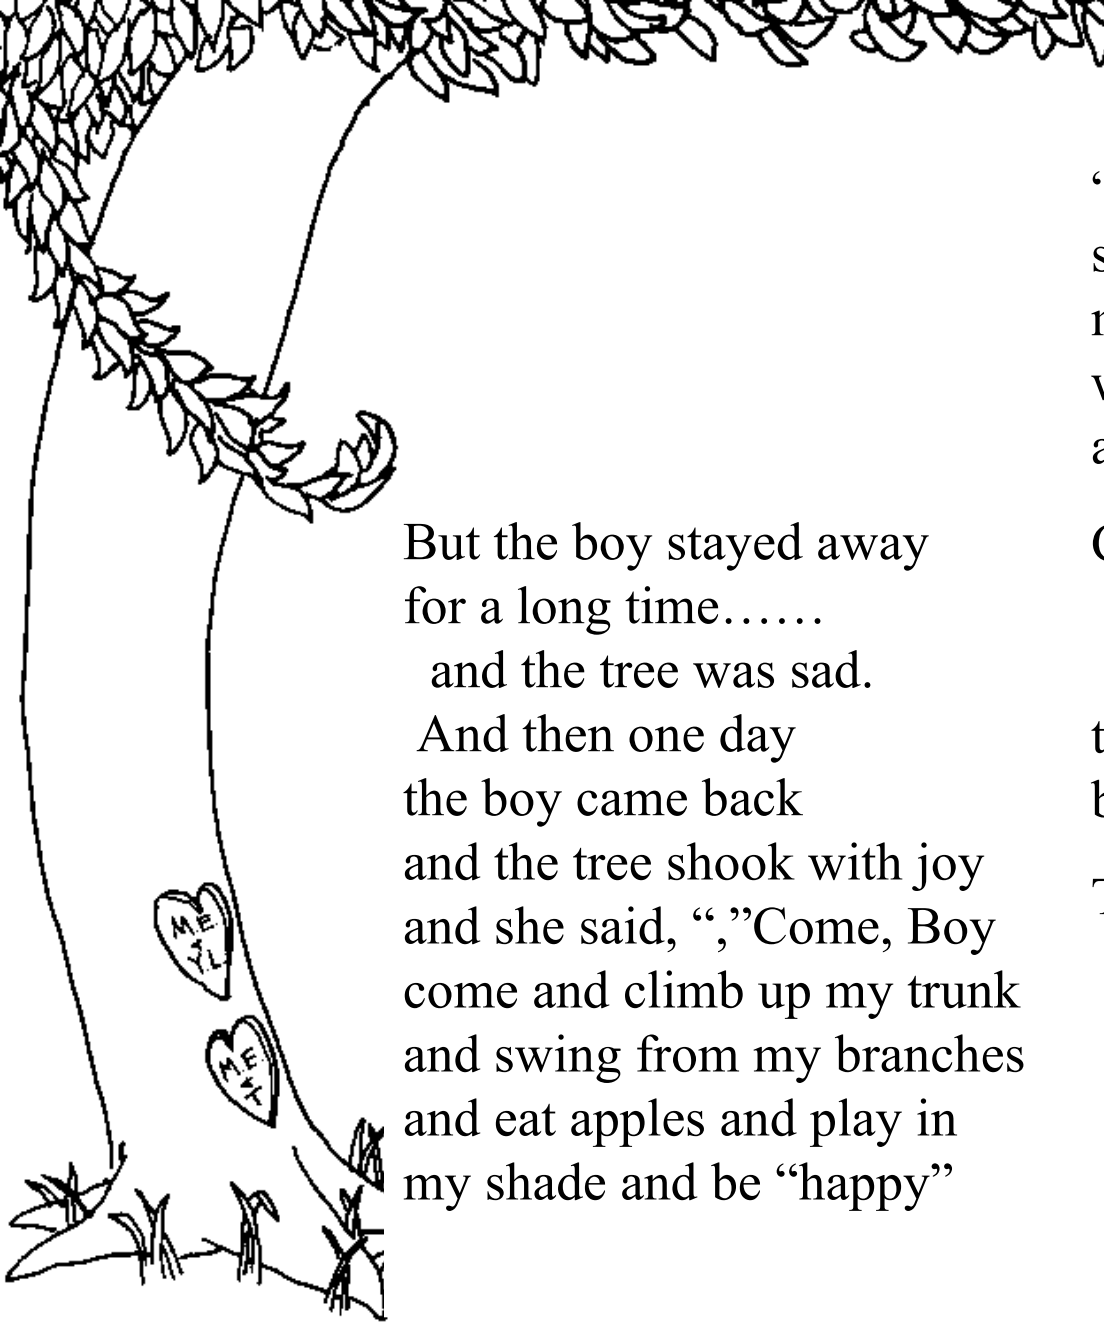 But the boy stayed away
for a long time……
and the tree was sad.
And then one day
the boy came back
and the tree shook with joy
and she said, “,”Come, Boy
come and climb up my trunk
and swing from my branches
and eat apples and play in
my shade and be “happy”
ME
+
Y.L.
ME
+
T